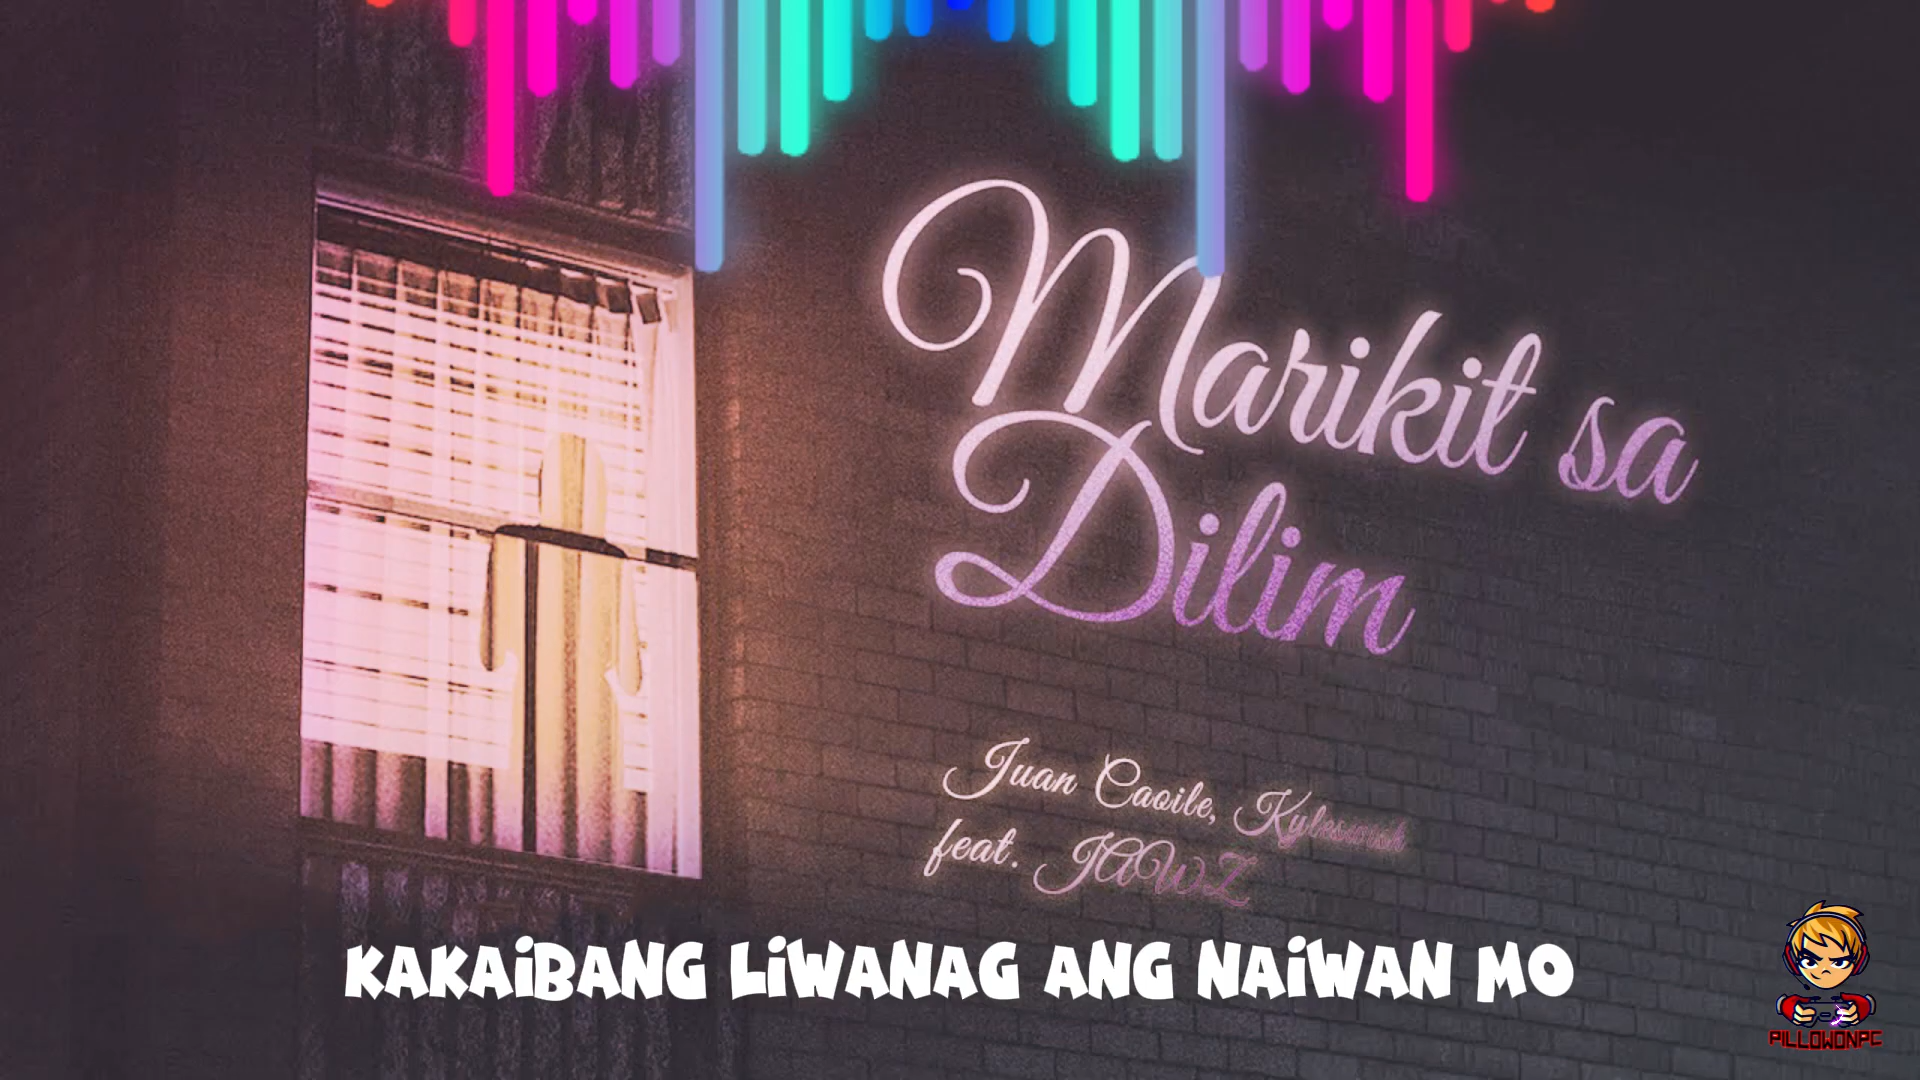 Marikit sa
Dilim
Juan Caoile, Kyleswish
feat. JAWZ
KAKAiBANG LiWANAG ANG NAiWAN MO
PILLOWDNPC